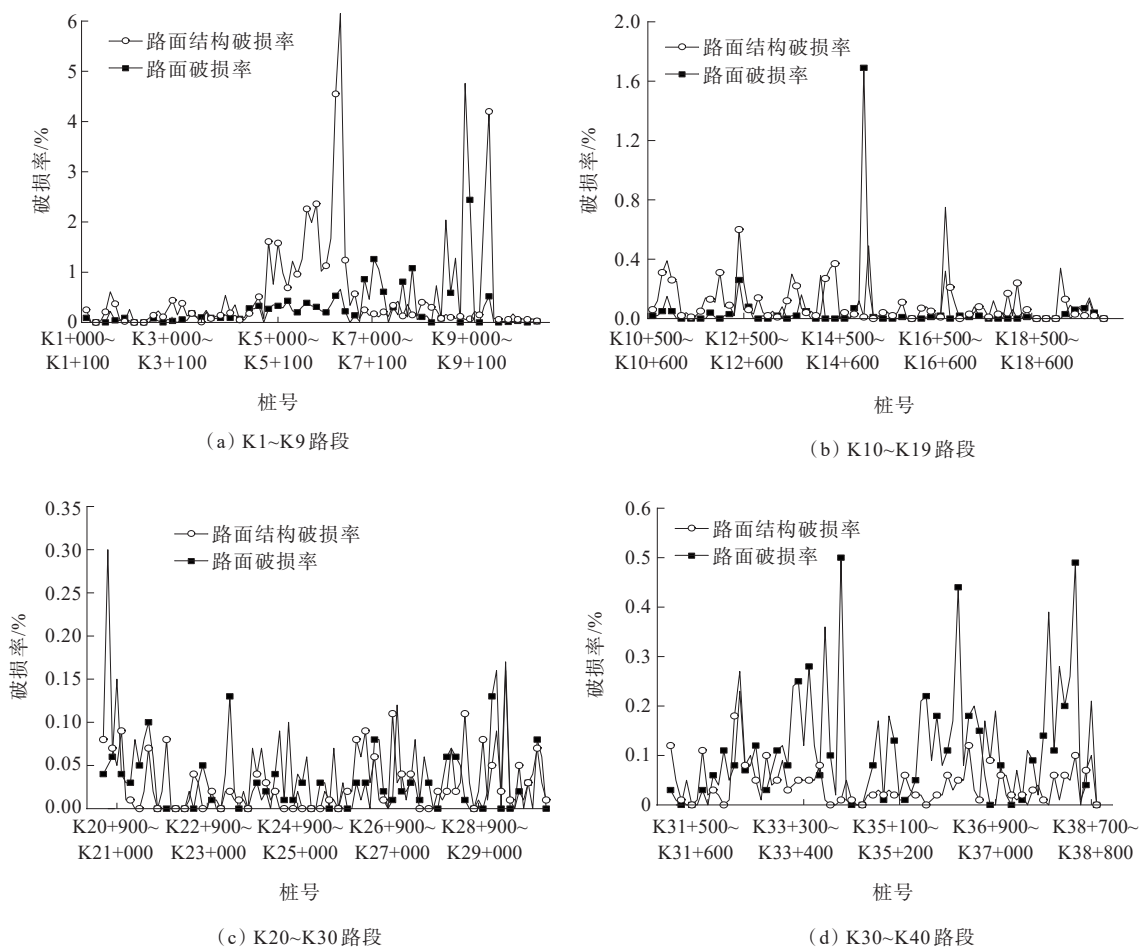 6
5
4
3
2
1
0
破损率/%
路面结构破损率
路面破损率
K1+000~ K3+000~ K5+000~ K7+000~ K9+000~
K1+100 K3+100 K5+100 K7+100 K9+100
桩号
(a) K1~K9路段
2.0
1.6
1.2
0.8
0.4
0.0
破损率/%
路面结构破损率
路面破损率
K10+500~ K12+500~ K14+500~ K16+500~ K18+500~
K10+600 K12+600 K14+600 K16+600 K18+600
桩号
(b) K10~K19路段
0.35
0.30
0.25
0.20
0.15
0.10
0.05
0.00
破损率/%
路面结构破损率
路面破损率
K20+900~ K22+900~ K24+900~ K26+900~ K28+900~
K21+000 K23+000 K25+000 K27+000 K29+000
桩号
(c) K20~K30路段
0.6
0.5
0.4
0.3
0.2
0.1
0
破损率/%
路面结构破损率
路面破损率
K31+500~ K33+300~ K35+100~ K36+900~ K38+700~
K31+600 K33+400 K35+200 K37+000 K38+800
桩号
(d) K30~K40路段